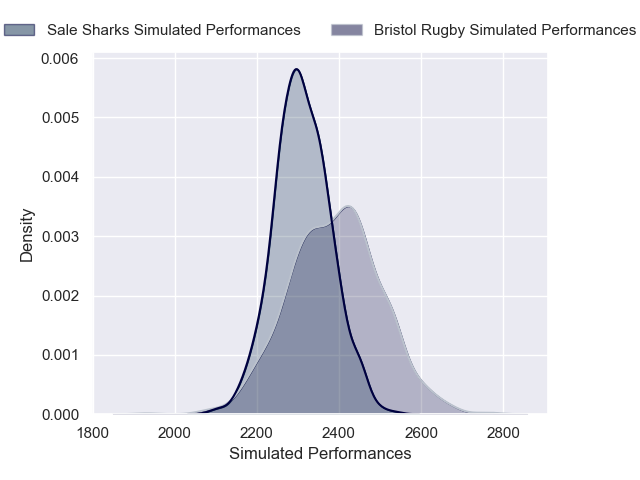 Sale Sharks Simulated Performances Bristol Rugby Simulated Performances
0.006
0.005
0.004
0.003
0.002
0.001
0.000
Density
1800 2000 2200 2400 2600 2800
Simulated Performances